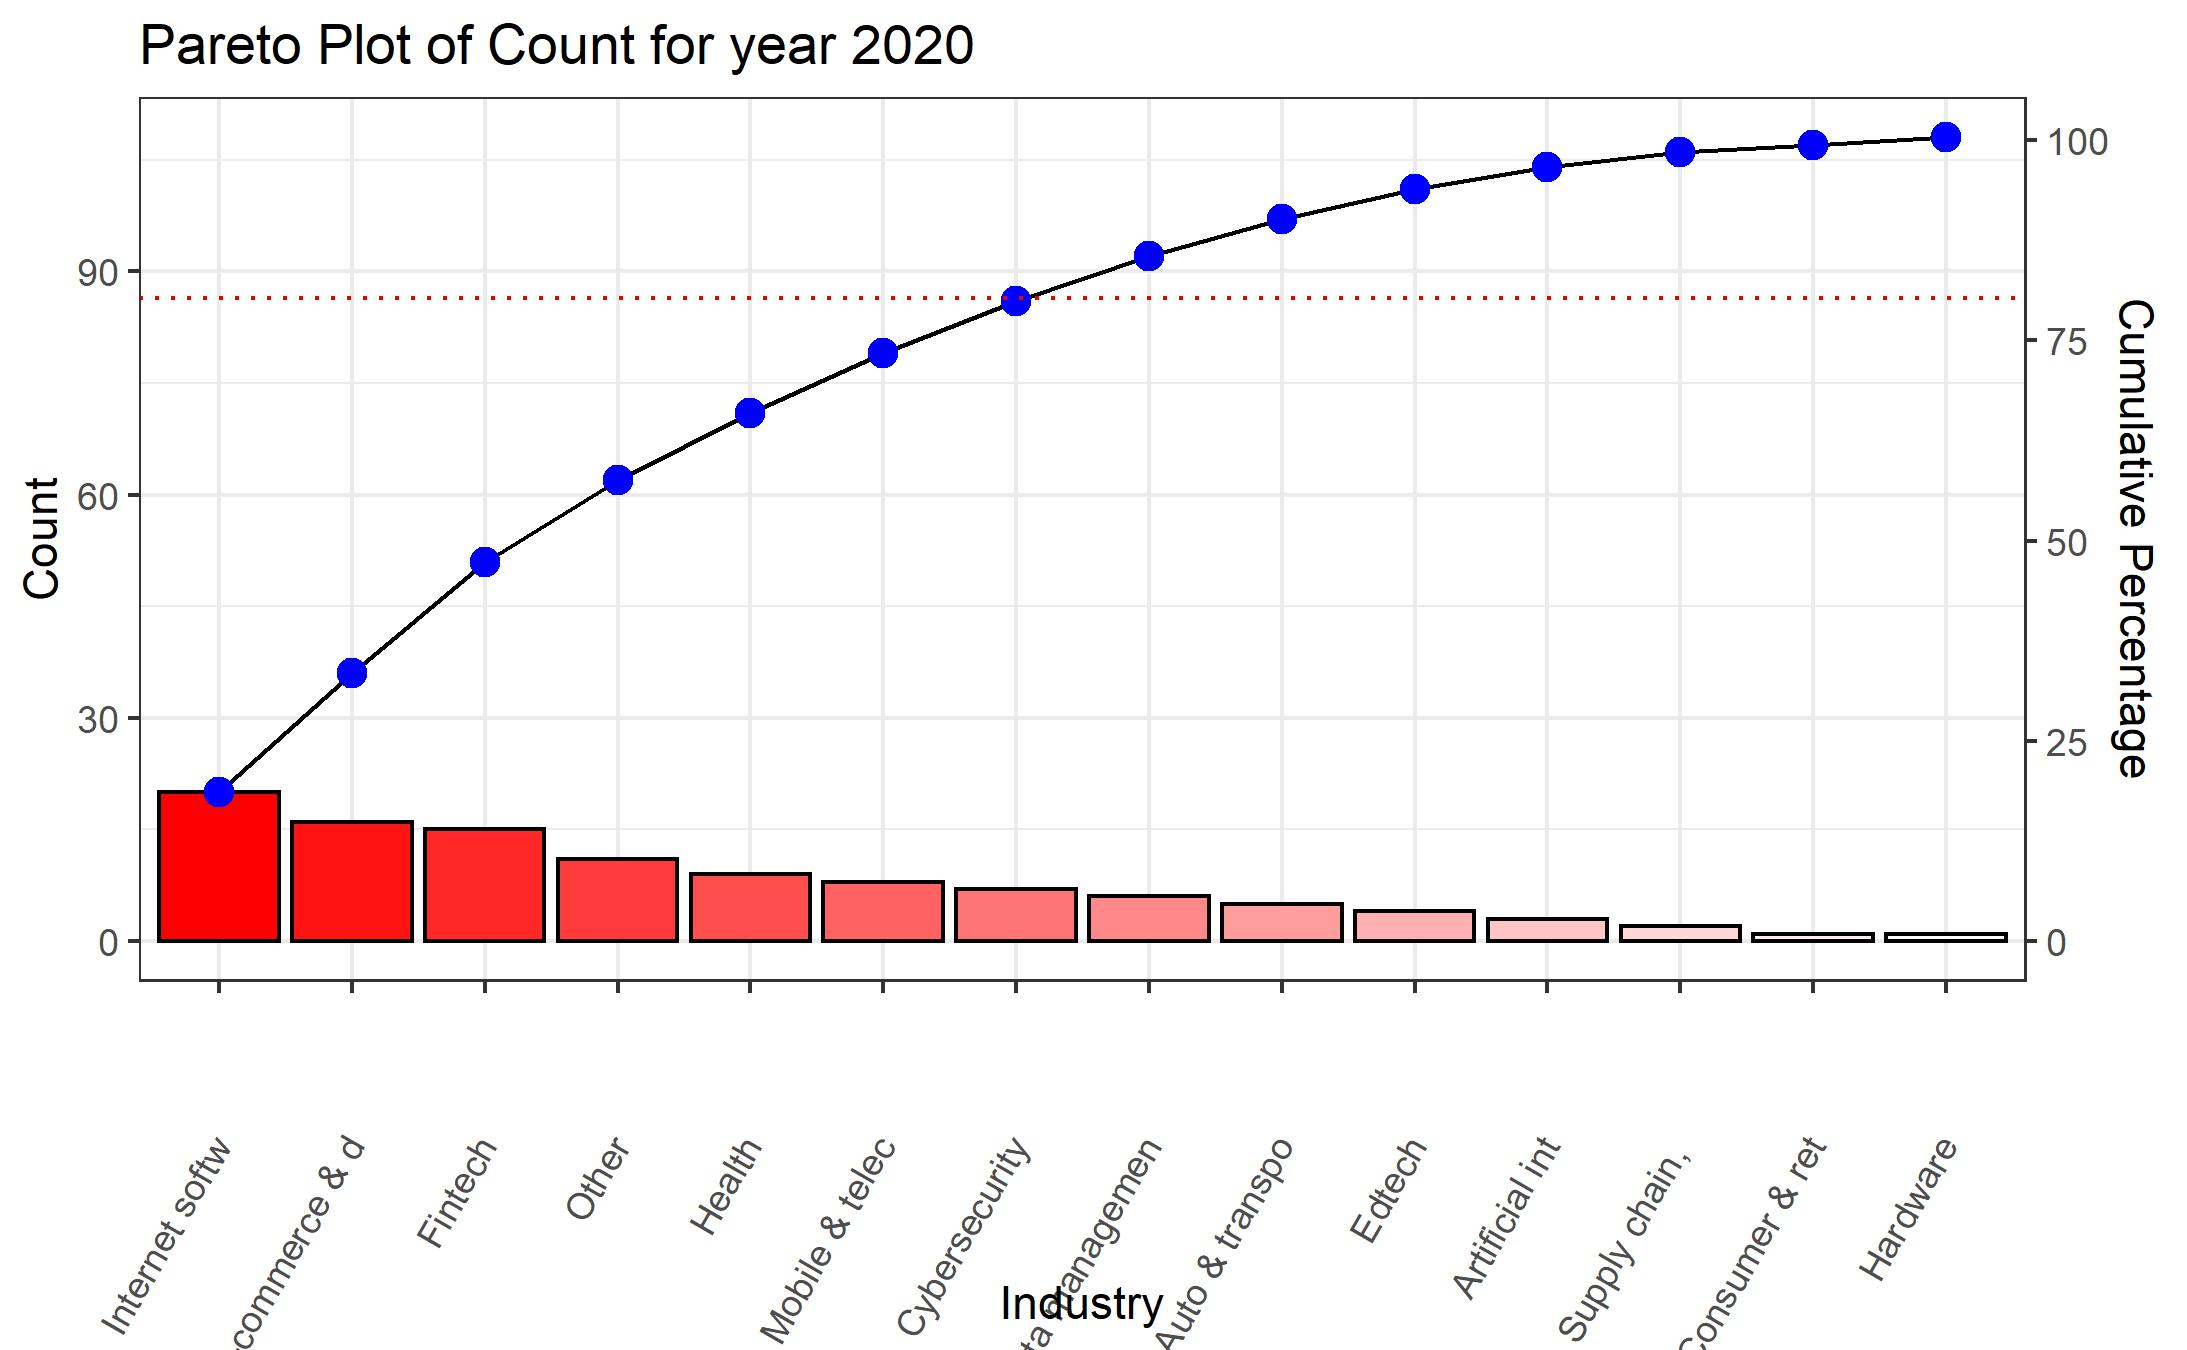 Pareto Plot of Count for year 2020
Count
90
60
30
0
100
75
50
25
0
Cumulative Percentage
Internet softw
commerce & d
Fintech
Other
Health
Mobile & telec
Cybersecurity
ta managemen
Auto & transpo
Edtech
Artificial int
Supply chain,
Consumer & ret
Hardware
Industry